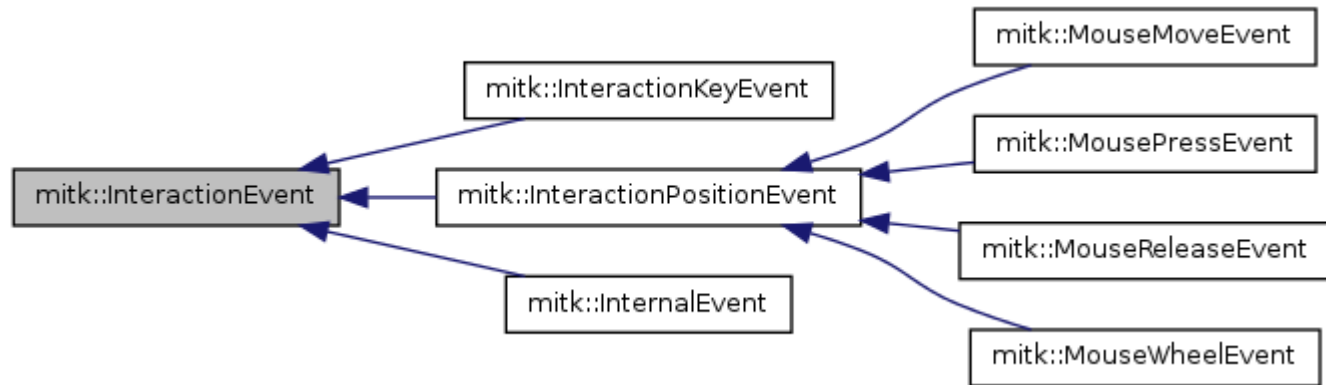 mitk::MouseMoveEvent
mitk::InteractionKeyEvent
mitk::MousePressEvent
mitk::InteractionEvent
mitk::InteractionPositionEvent
mitk::MouseReleaseEvent
mitk::InternalEvent
mitk::MouseWheelEvent